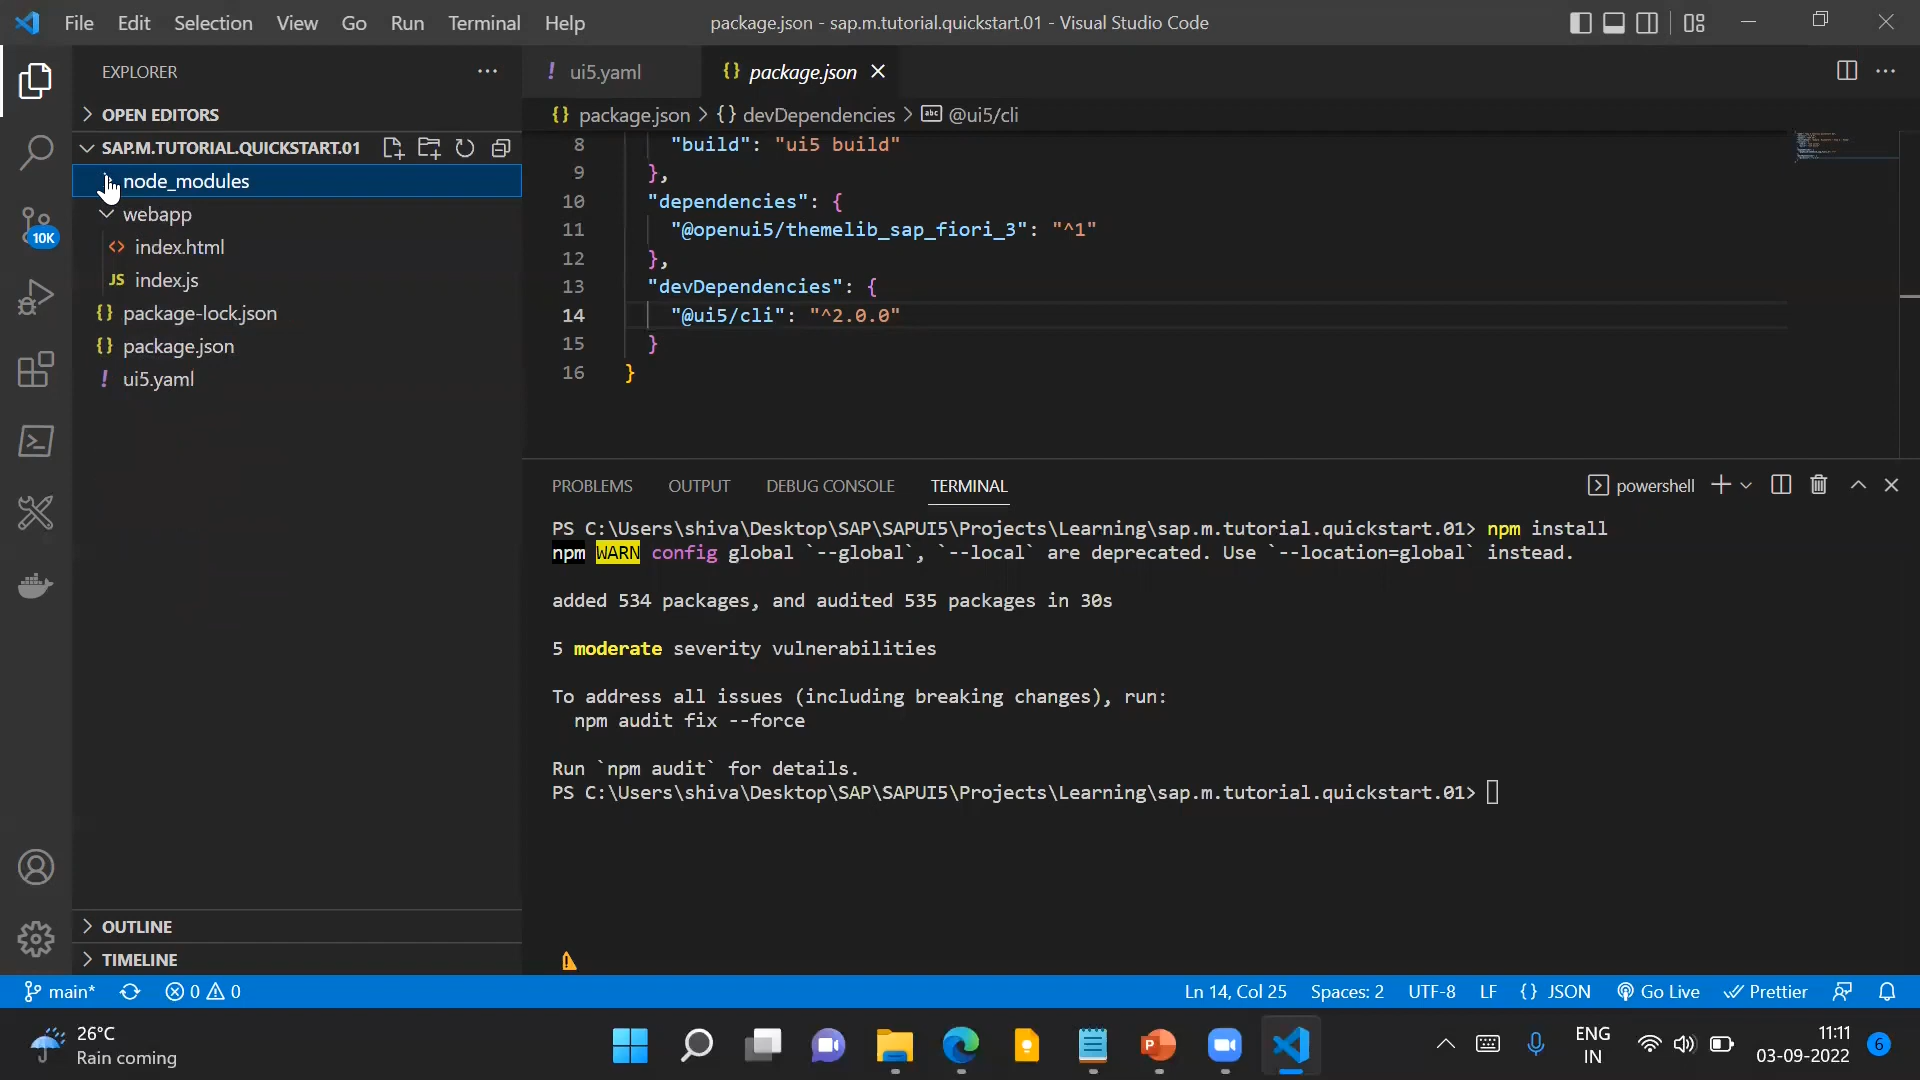 File Edit Selection View Go Run Terminal Help
package.json - sap.m.tutorial.quickstart.01 - Visual Studio Code
EXPLORER
OPEN EDITORS
SAP.M.TUTORIAL.QUICKSTART.01
node_modules
webapp
<> index.html
JS index.js
{} package-lock.json
{} package.json
! ui5.yaml
10K
OUTLINE
TIMELINE
! ui5.yaml
{} package.json
{} package.json > {} devDependencies > abc @ui5/cli
8 "build": "ui5 build"
9 },
10 "dependencies": {
11 "@openui5/themelib_sap_fiori_3": "^1"
12 },
13 "devDependencies": {
14 "@ui5/cli": "^2.0.0"
15 }
16 }
PROBLEMS OUTPUT DEBUG CONSOLE TERMINAL
powershell
PS C:\Users\shiva\Desktop\SAP\SAPUI5\Projects\Learning\sap.m.tutorial.quickstart.01> npm install
npm WARN config global `--global`, `--local` are deprecated. Use `--location=global` instead.
added 534 packages, and audited 535 packages in 30s
5 moderate severity vulnerabilities
To address all issues (including breaking changes), run:
npm audit fix --force
Run `npm audit` for details.
PS C:\Users\shiva\Desktop\SAP\SAPUI5\Projects\Learning\sap.m.tutorial.quickstart.01>
main* 0 0
Ln 14, Col 25 Spaces: 2 UTF-8 LF {} JSON Go Live Prettier
26°C
Rain coming
ENG
IN
11:11
03-09-2022
6